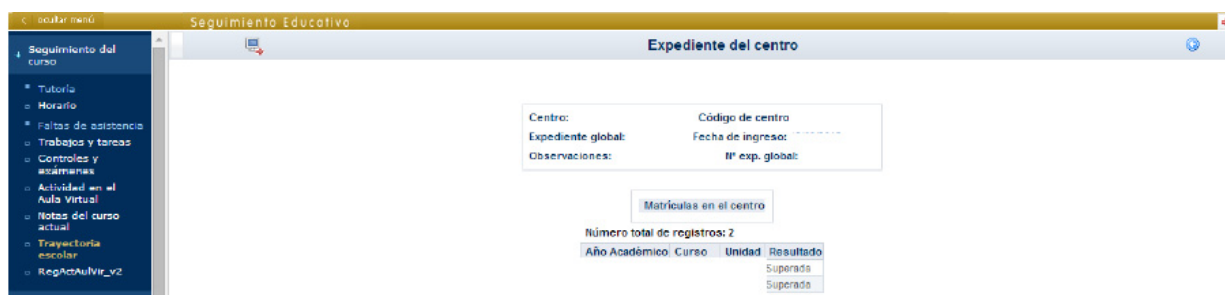 ocultar menú
Seguimiento Educativo
Seguimiento del curso
Tutoría
Horario
Faltas de asistencia
Trabajos y tareas
Controles y exámenes
Actividad en el Aula Virtual
Notas del curso actual
Trayectoria escolar
RegActAulVir_v2
Expediente del centro
Centro: Código de centro
Expediente global: Fecha de ingreso:
Observaciones: Nº exp. global:
Matrículas en el centro
Número total de registros: 2
Año Académico Curso Unidad Resultado
Superada
Superada